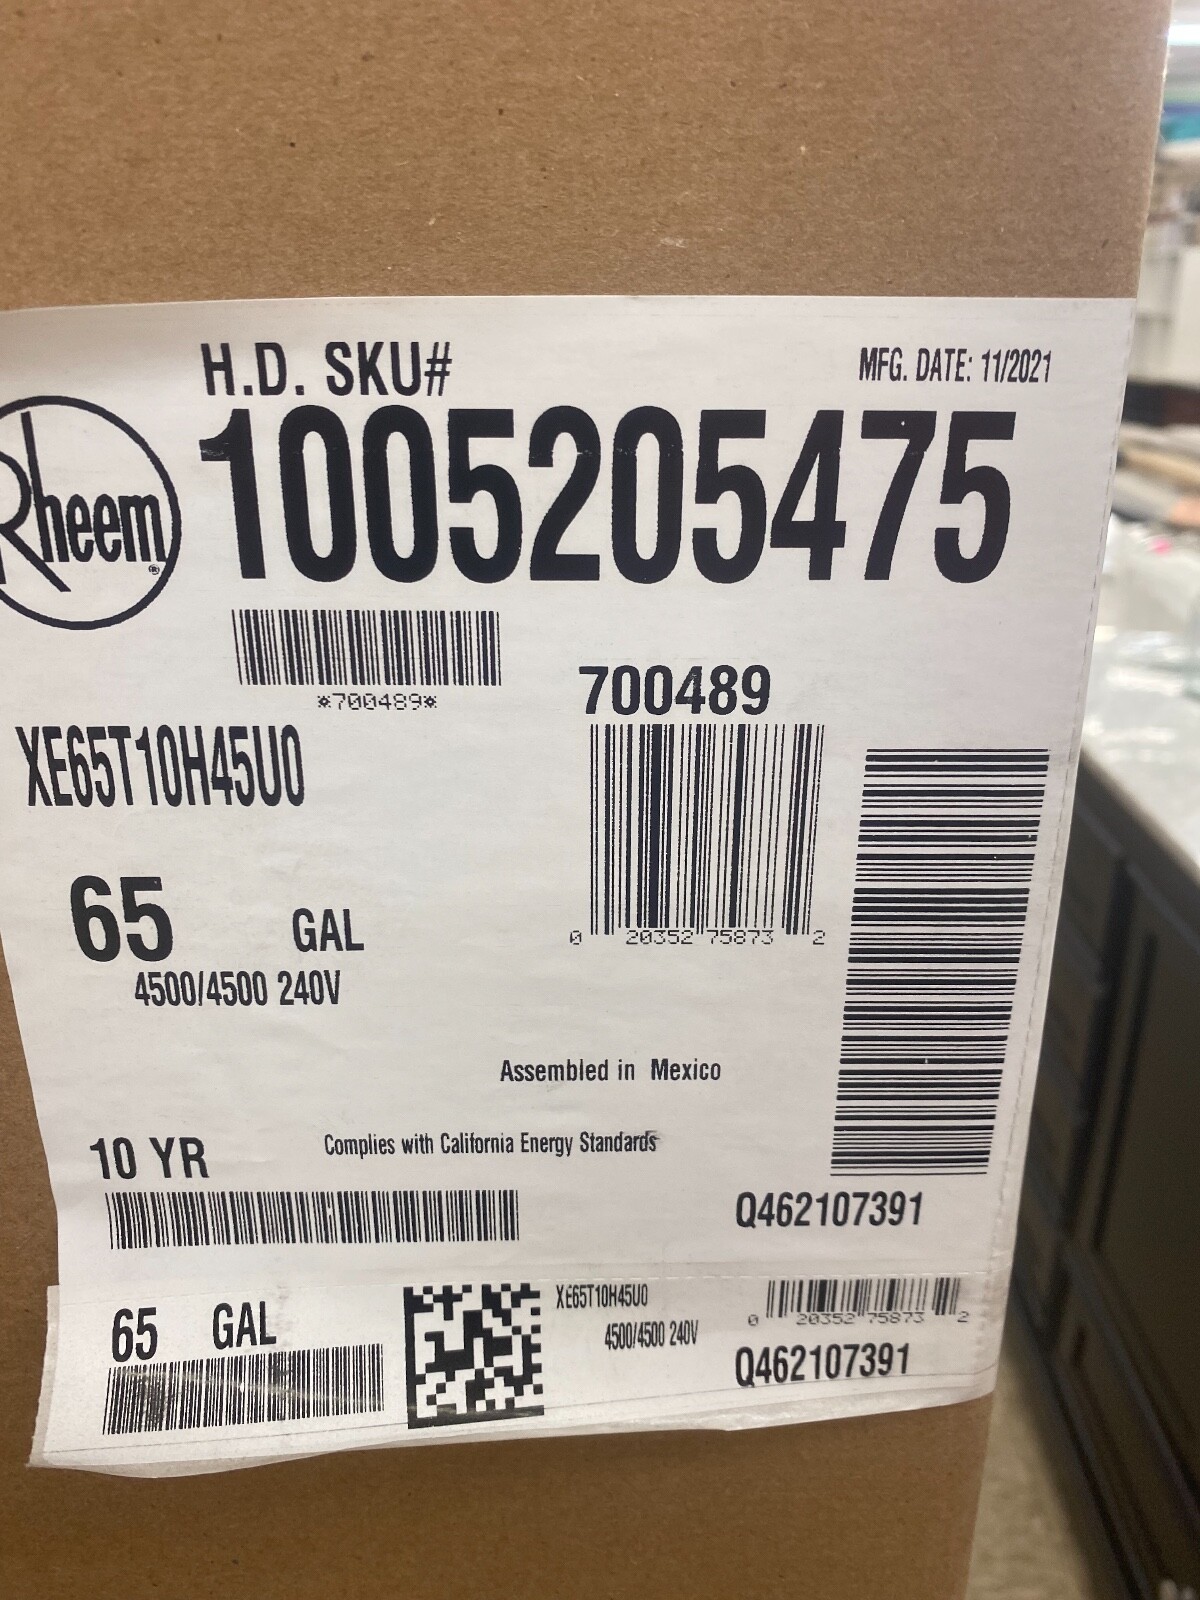 H.D. SKU#
MFG. DATE: 11/2021
1005205475
Rheem®
*700489*
700489
XE65T10H45U0
0 20352 75873 2
65 GAL
4500/4500 240V
Assembled in Mexico
10 YR
Complies with California Energy Standards
Q462107391
65 GAL
XE65T10H45U0
4500/4500 240V
0 20352 75873 2
Q462107391